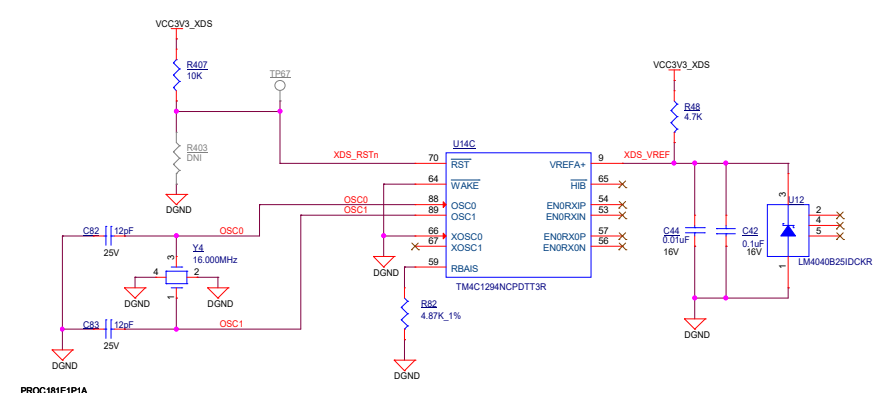 VCC3V3_XDS
R407
10K
TP67
VCC3V3_XDS
R48
4.7K
R403
DNI
DGND
XDS_RSTn
U14C
XDS_VREF
70 RST VREFA+ 9
64 WAKE HIB 65
OSC0 88 OSC0 EN0RXIP 54
OSC1 89 OSC1 EN0RXIN 53
66 XOSC0 EN0RX0P 57
67 XOSC1 EN0RX0N 56
59 RBAIS
TM4C1294NCPDTT3R
DGND
C82 12pF
25V
OSC0
Y4
16.000MHz
3
4 2
1
DGND
DGND
C83 12pF
25V
OSC1
DGND
R82
4.87K_1%
DGND
C44
0.01uF
16V
C42
0.1uF
16V
3
U12
2
4
5
1
LM4040B25IDCKR
DGND
PROC181E1P1A